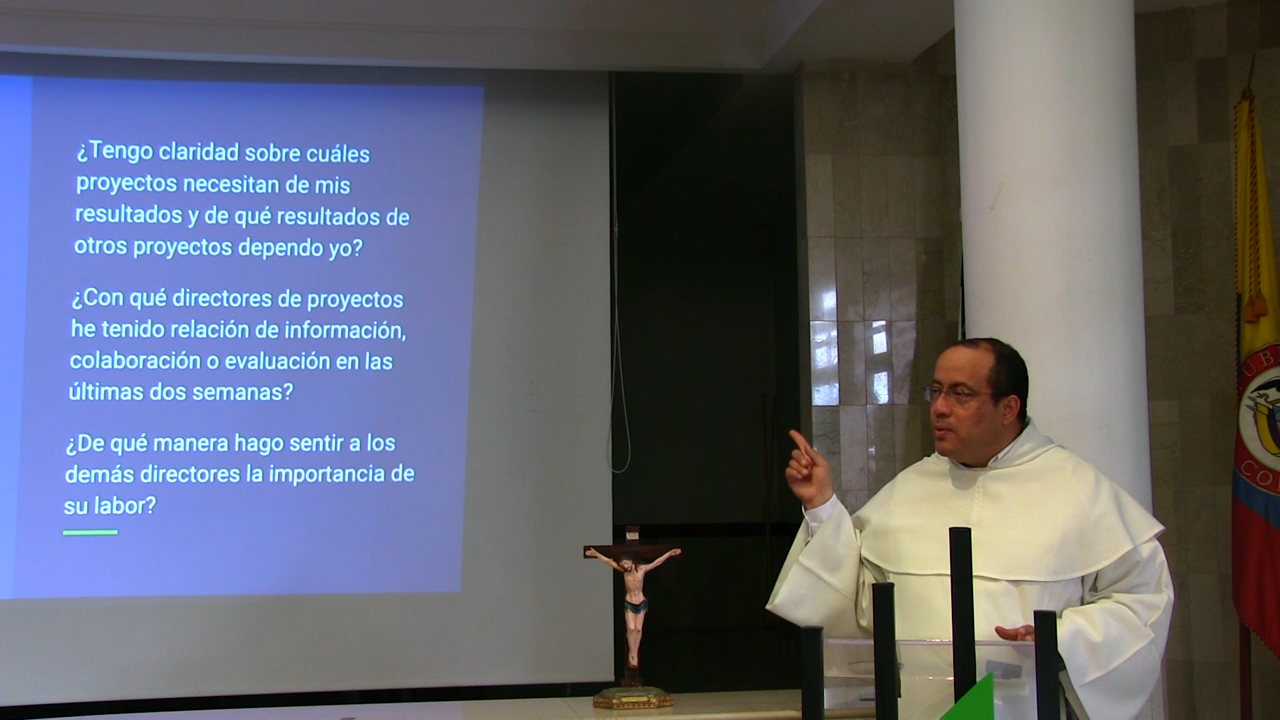 ¿Tengo claridad sobre cuáles
proyectos necesitan de mis
resultados y de qué resultados de
otros proyectos dependo yo?
¿Con qué directores de proyectos
he tenido relación de información,
colaboración o evaluación en las
últimas dos semanas?
¿De qué manera hago sentir a los
demás directores la importancia de
su labor?